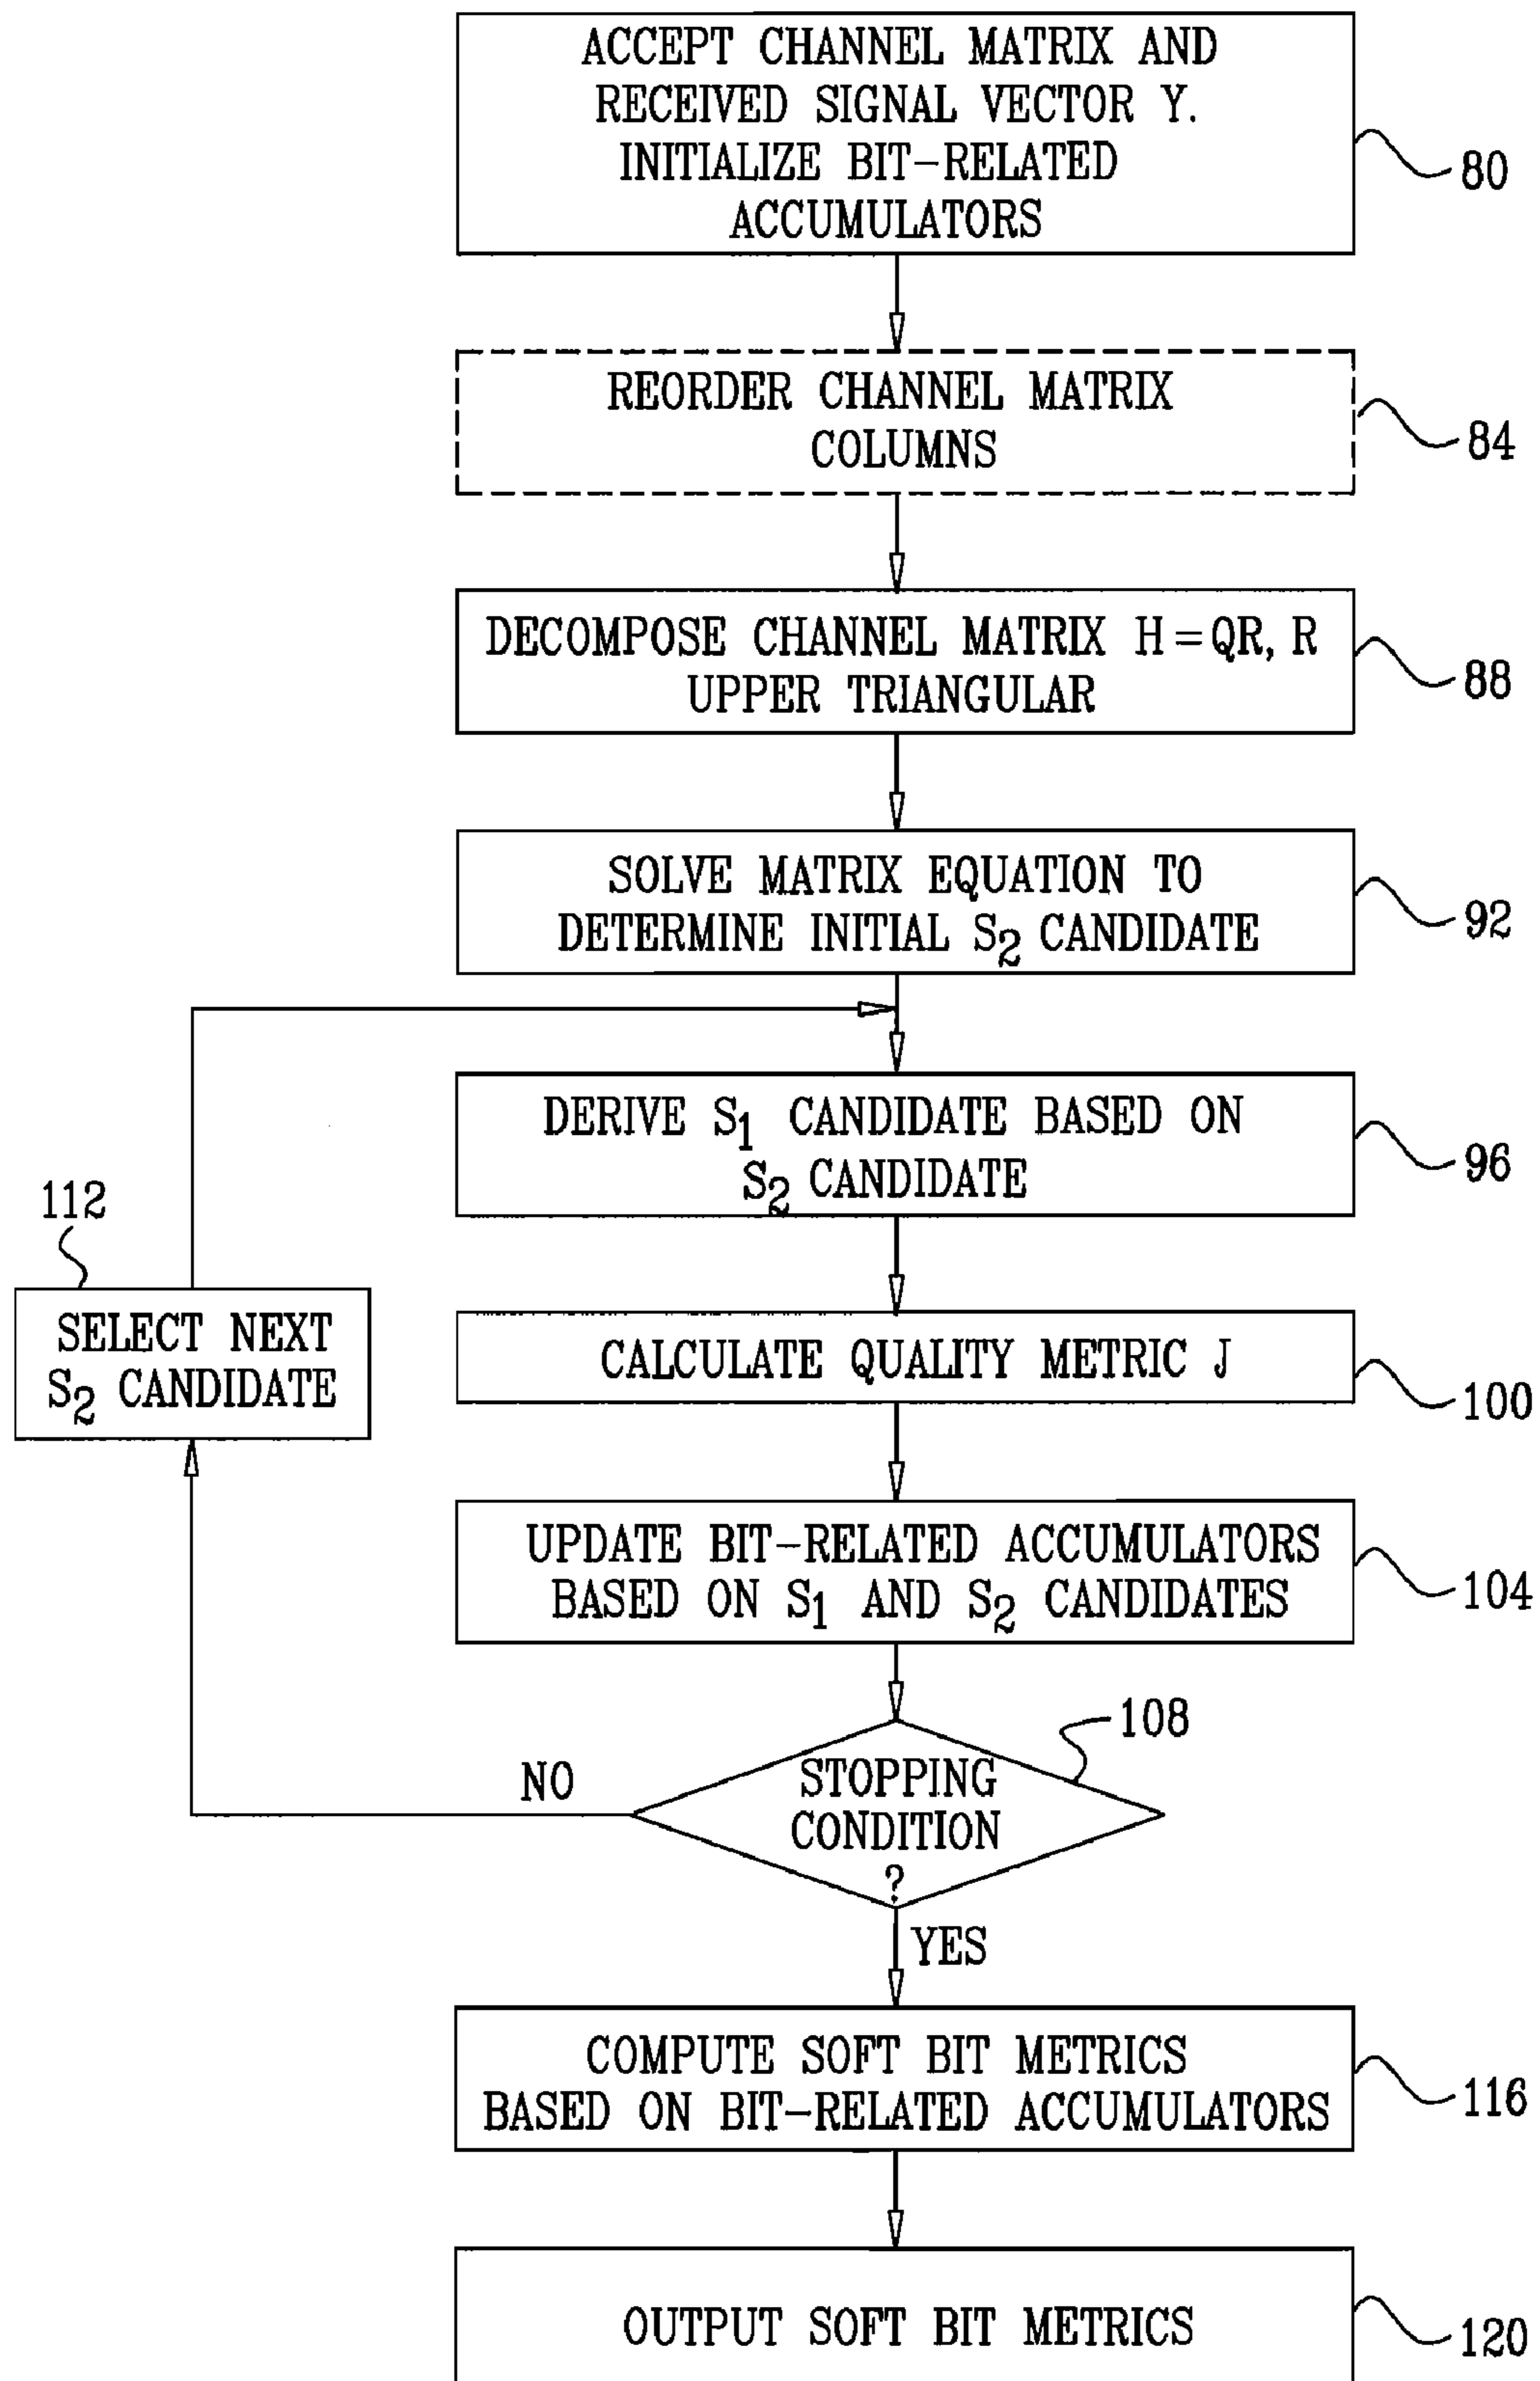 ACCEPT CHANNEL MATRIX AND
RECEIVED SIGNAL VECTOR Y.
INITIALIZE BIT-RELATED
ACCUMULATORS
80
REORDER CHANNEL MATRIX
COLUMNS
84
DECOMPOSE CHANNEL MATRIX H=QR, R
UPPER TRIANGULAR
88
SOLVE MATRIX EQUATION TO
DETERMINE INITIAL S2 CANDIDATE
92
DERIVE S1 CANDIDATE BASED ON
S2 CANDIDATE
96
112
SELECT NEXT
S2 CANDIDATE
CALCULATE QUALITY METRIC J
100
UPDATE BIT-RELATED ACCUMULATORS
BASED ON S1 AND S2 CANDIDATES
104
108
STOPPING
CONDITION
?
NO
YES
COMPUTE SOFT BIT METRICS
BASED ON BIT-RELATED ACCUMULATORS
116
OUTPUT SOFT BIT METRICS
120